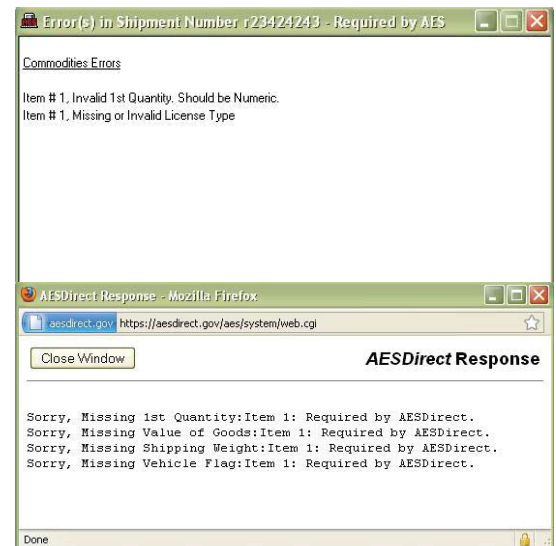 Error(s) in Shipment Number r23424243 - Required by AES
Commodities Errors
Item # 1, Invalid 1st Quantity. Should be Numeric.
Item # 1, Missing or Invalid License Type
AESDirect Response - Mozilla Firefox
aesdirect.gov https://aesdirect.gov/aes/system/web.cgi
Close Window AESDirect Response
Sorry, Missing 1st Quantity:Item 1: Required by AESDirect.
Sorry, Missing Value of Goods:Item 1: Required by AESDirect.
Sorry, Missing Shipping Weight:Item 1: Required by AESDirect.
Sorry, Missing Vehicle Flag:Item 1: Required by AESDirect.
Done